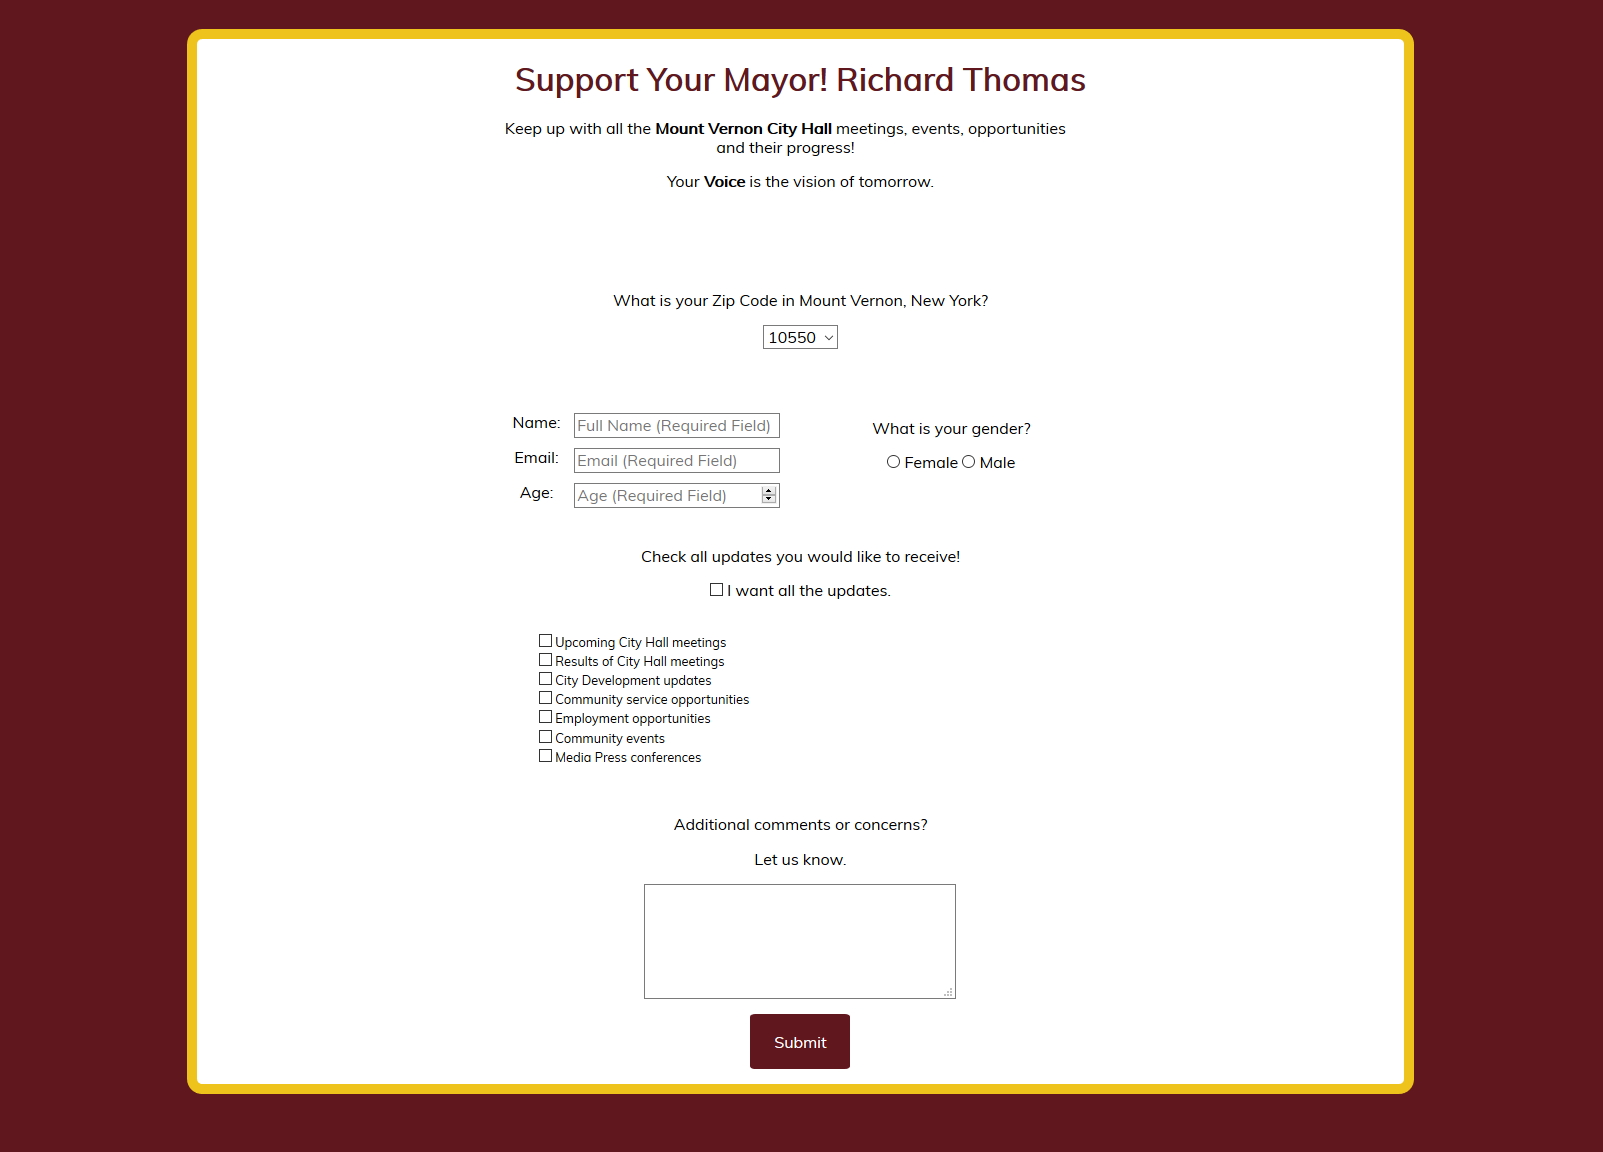 Support Your Mayor! Richard Thomas
Keep up with all the Mount Vernon City Hall meetings, events, opportunities
and their progress!
Your Voice is the vision of tomorrow.
What is your Zip Code in Mount Vernon, New York?
10550
Name: Full Name (Required Field)
Email: Email (Required Field)
Age: Age (Required Field)
What is your gender?
Female Male
Check all updates you would like to receive!
I want all the updates.
Upcoming City Hall meetings
Results of City Hall meetings
City Development updates
Community service opportunities
Employment opportunities
Community events
Media Press conferences
Additional comments or concerns?
Let us know.
Submit